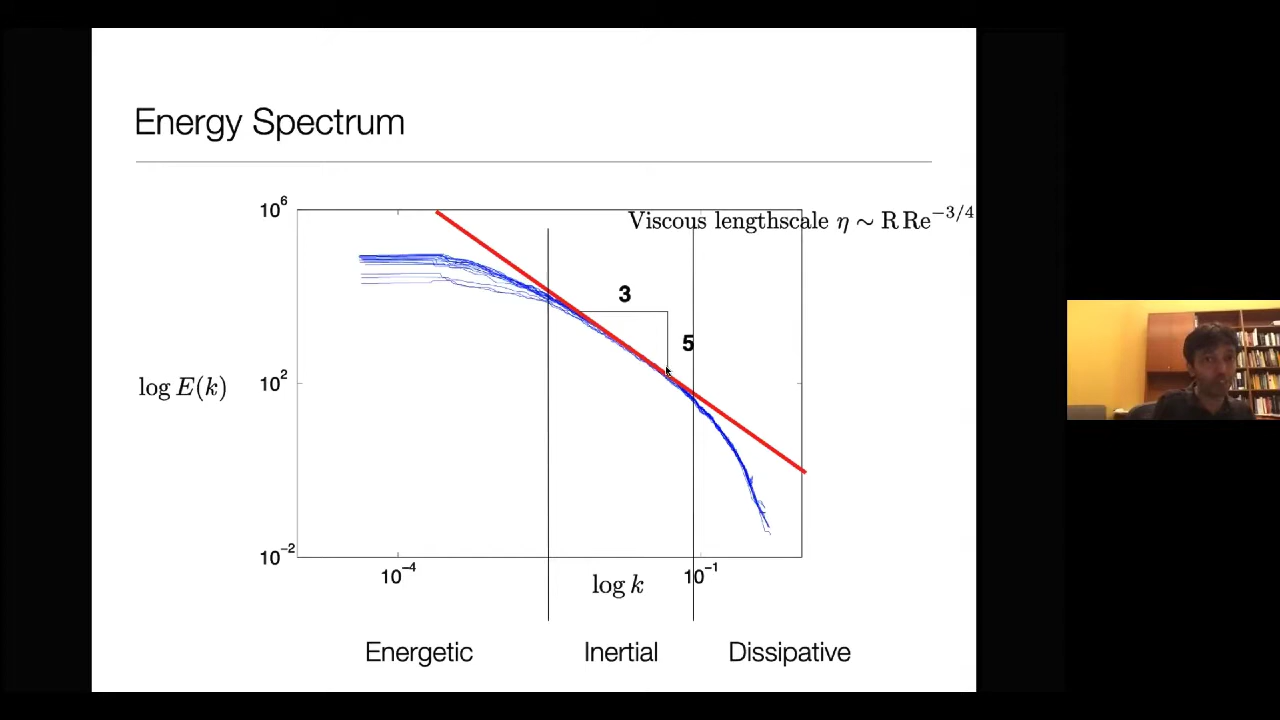 Energy Spectrum
10^6
Viscous lengthscale η ∼ R Re^{−3/4}
3
5
log E(k)
10^2
10^{-2}
10^{-4}
log k
10^{-1}
Energetic
Inertial
Dissipative